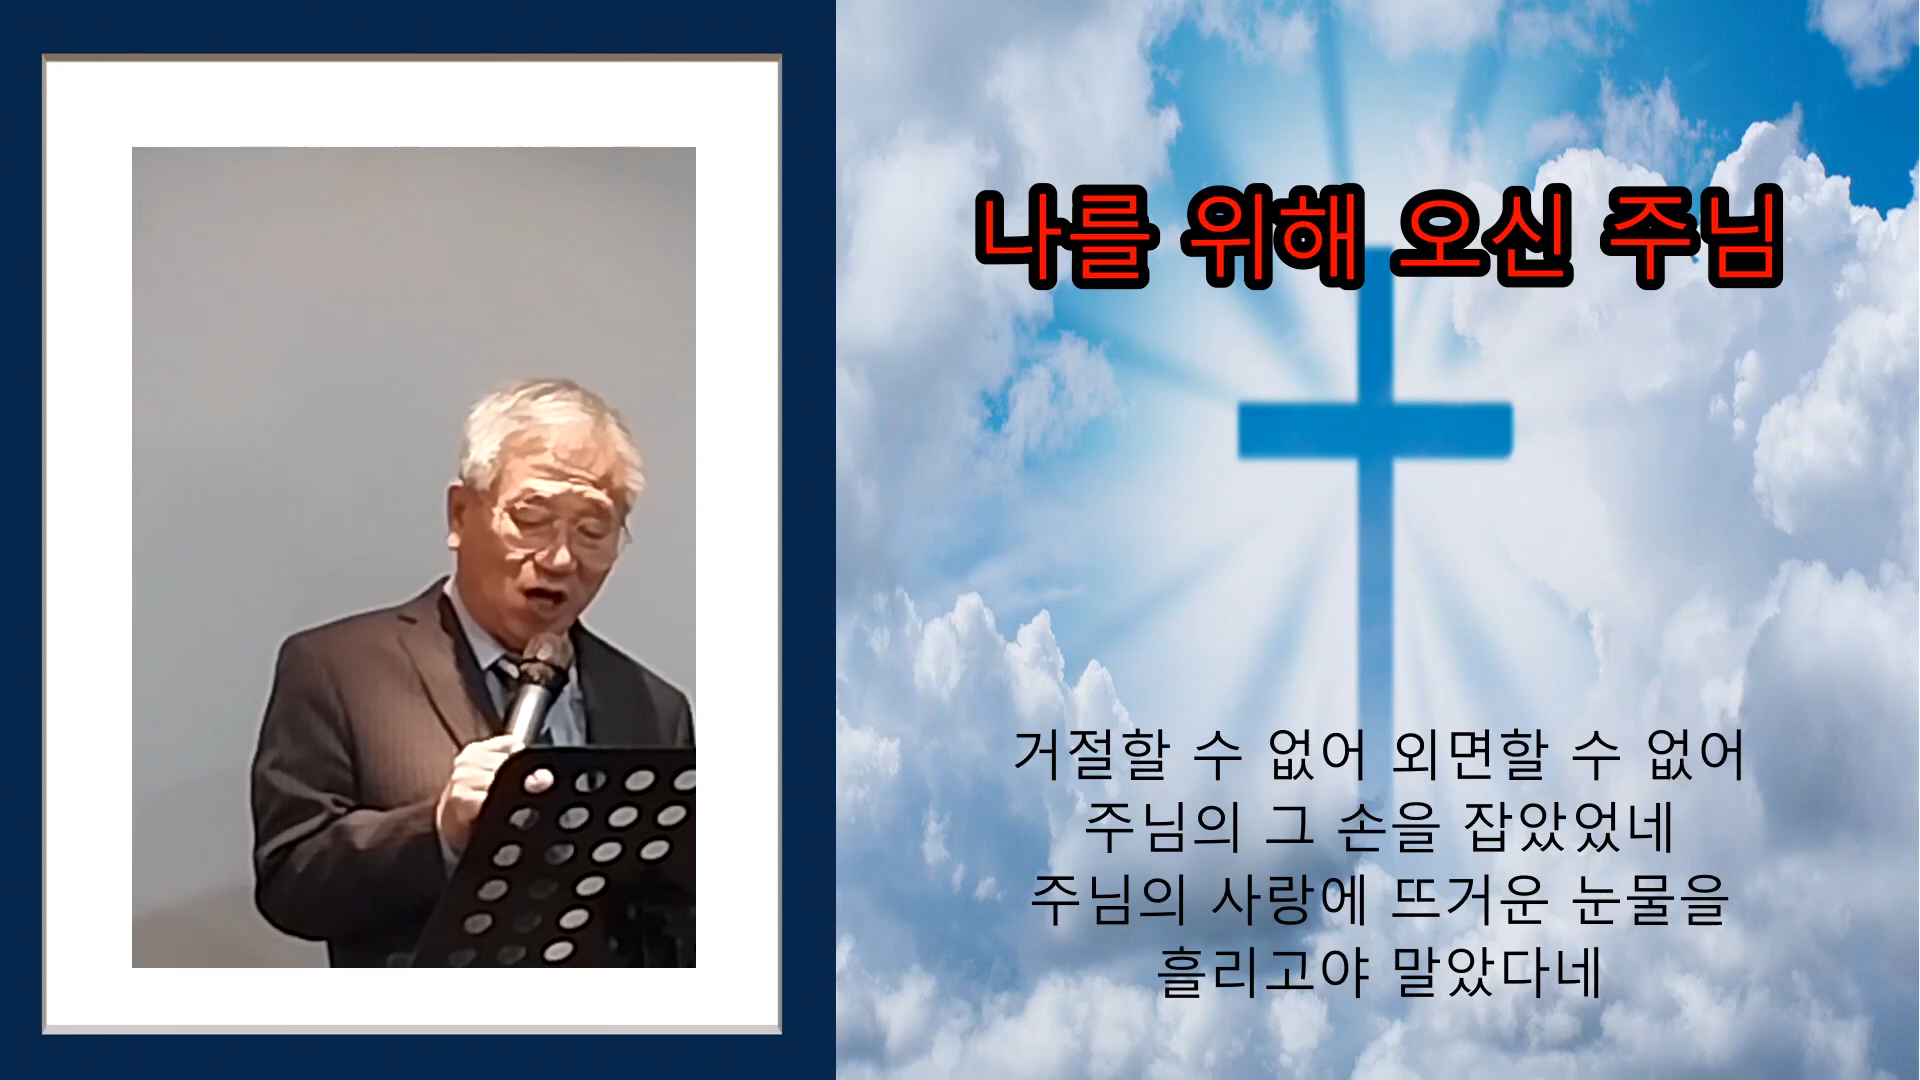 나를 위해 오신 주님
거절할 수 없어 외면할 수 없어
주님의 그 손을 잡았었네
주님의 사랑에 뜨거운 눈물을
흘리고야 말았다네